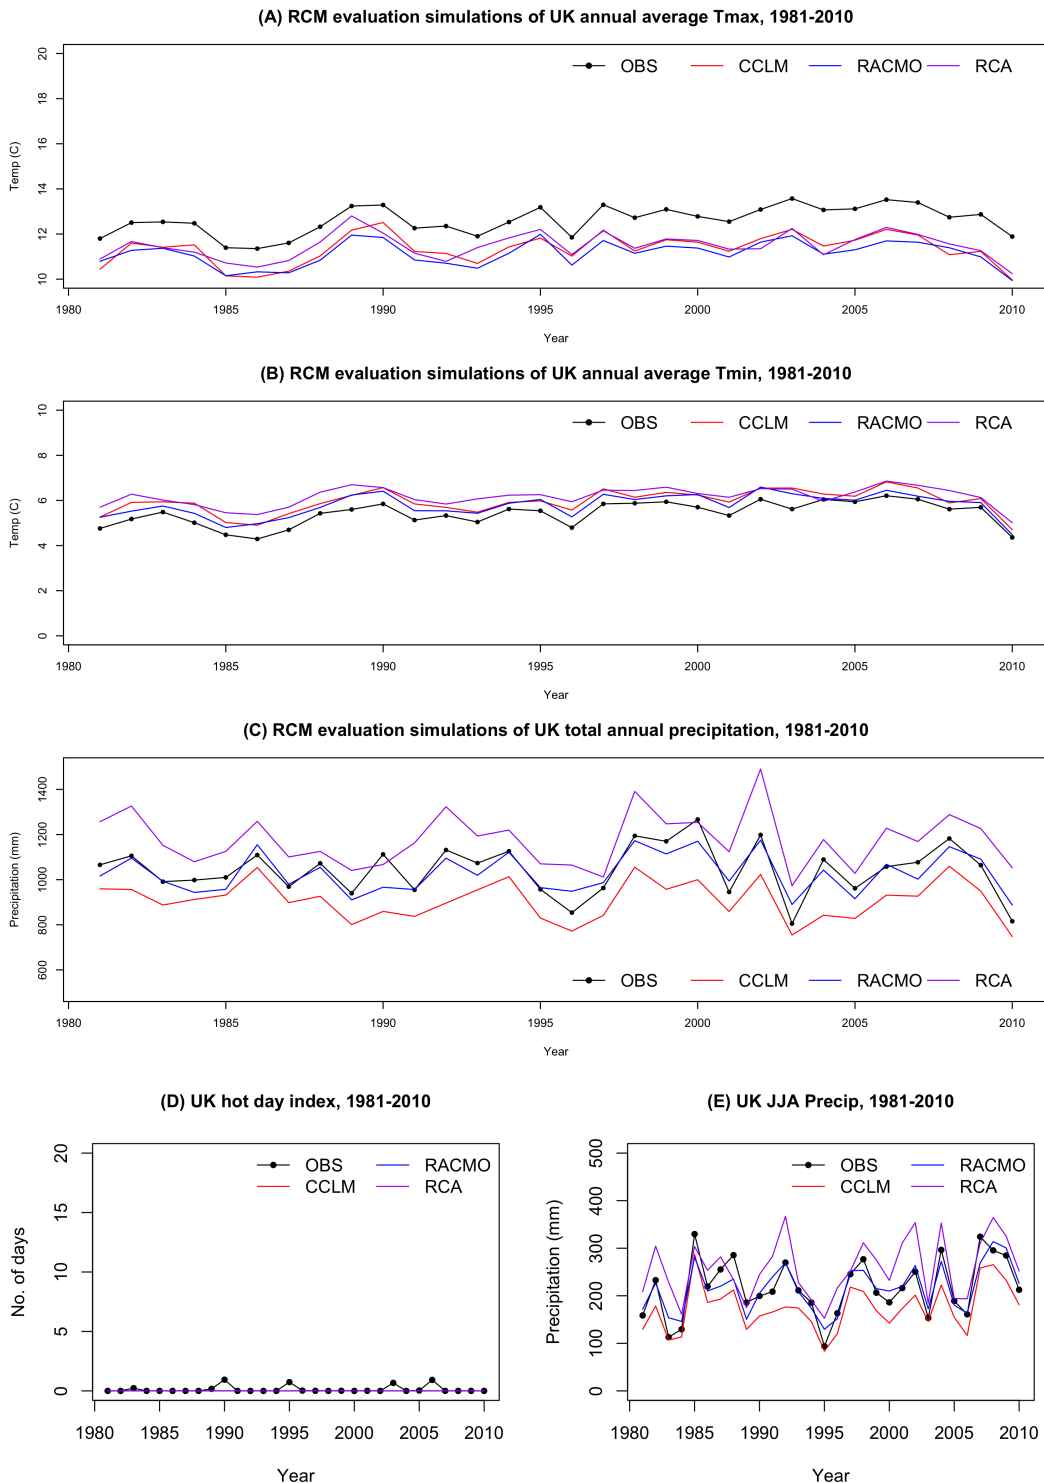 (A) RCM evaluation simulations of UK annual average Tmax, 1981-2010
OBS CCLM RACMO RCA
Temp (C)
20
18
16
14
12
10
1980 1985 1990 1995 2000 2005 2010
Year
(B) RCM evaluation simulations of UK annual average Tmin, 1981-2010
OBS CCLM RACMO RCA
Temp (C)
10
8
6
4
2
0
1980 1985 1990 1995 2000 2005 2010
Year
(C) RCM evaluation simulations of UK total annual precipitation, 1981-2010
Precipitation (mm)
1400
1200
1000
800
600
OBS CCLM RACMO RCA
1980 1985 1990 1995 2000 2005 2010
Year
(D) UK hot day index, 1981-2010
OBS RACMO
CCLM RCA
No. of days
20
15
10
5
0
1980 1985 1990 1995 2000 2005 2010
Year
(E) UK JJA Precip, 1981-2010
OBS RACMO
CCLM RCA
Precipitation (mm)
500
400
300
200
100
0
1980 1985 1990 1995 2000 2005 2010
Year